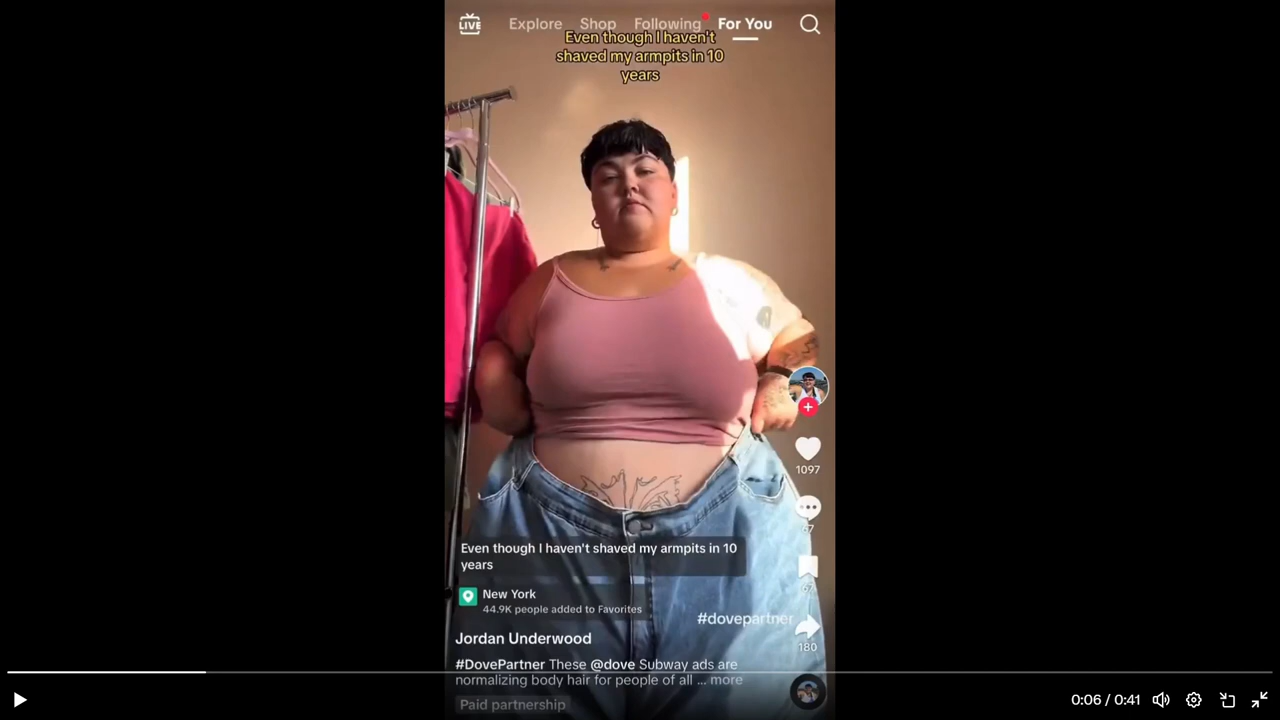 LIVE
Explore Shop Following For You
Even though I haven't
shaved my armpits in 10
years
1097
67
180
Even though I haven't shaved my armpits in 10
years
New York
44.9K people added to Favorites
#dovepartner
Jordan Underwood
#DovePartner These @dove Subway ads are
normalizing body hair for people of all ... more
Paid partnership
0:06 / 0:41